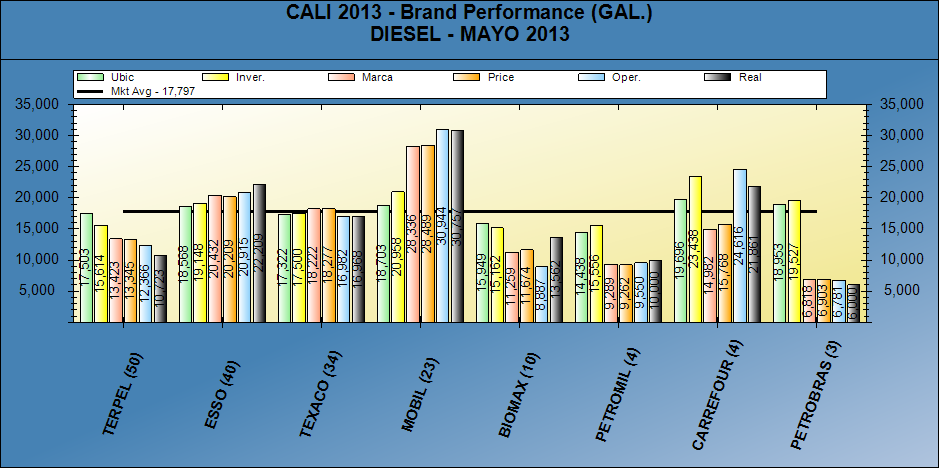 CALI 2013 - Brand Performance (GAL.)
DIESEL - MAYO 2013
Ubic Inver. Marca Price Oper. Real
Mkt Avg - 17,797
35,000 35,000
30,000 30,000
25,000 25,000
20,000 20,000
15,000 15,000
10,000 10,000
5,000 5,000
17,503 15,614 13,423 13,345 12,366 10,723
18,568 19,148 20,432 20,209 20,915 22,209
17,322 17,500 18,222 18,277 16,962 16,968
18,703 20,958 28,336 28,489 30,944 30,757
15,949 15,162 11,259 11,674 8,887 13,562
14,438 15,556 9,289 9,262 9,550 10,000
19,696 23,438 14,982 15,768 24,616 21,861
18,953 19,527 6,818 6,903 6,781 6,000
TERPEL (50)
ESSO (40)
TEXACO (34)
MOBIL (23)
BIOMAX (10)
PETROMIL (4)
CARREFOUR (4)
PETROBRAS (3)